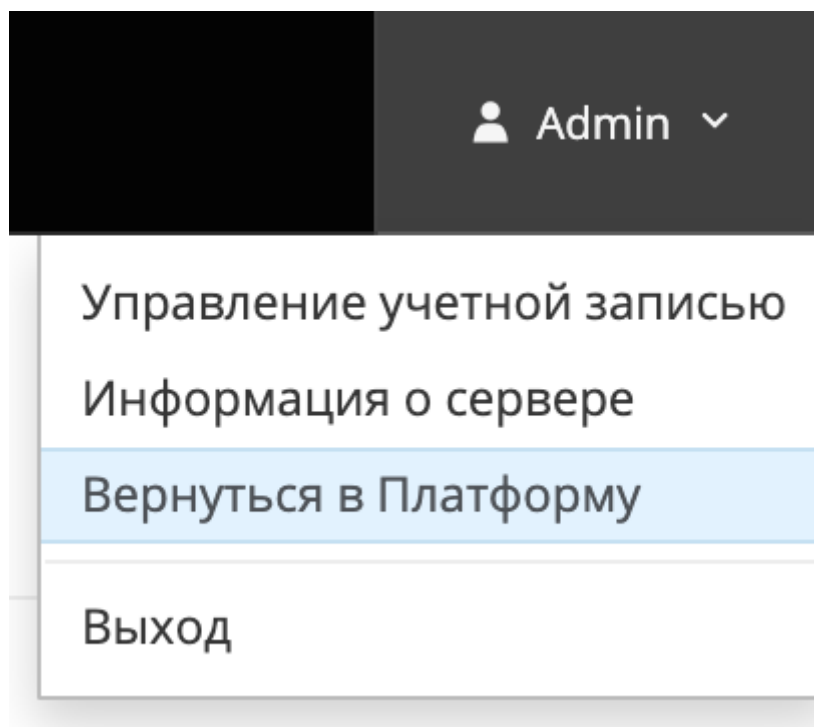 Admin
Управление учетной записью
Информация о сервере
Вернуться в Платформу
Выход